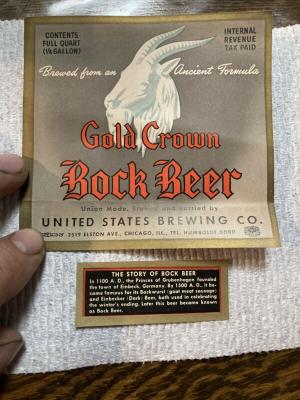 CONTENTS
FULL QUART
(¼ GALLON)
INTERNAL
REVENUE
TAX PAID
Brewed from an Ancient Formula
Gold Crown
Bock Beer
Union Made, Brewed and bottled by
UNITED STATES BREWING CO.
2519 ELSTON AVE., CHICAGO, ILL., TEL. HUMBOLDT
THE STORY OF BOCK BEER
In 1100 A. D., the Princes of Grubenhagen founded
the town of Einbeck, Germany. By 1500 A. D., it be-
came famous for its Bockwurst (goat meat sausage)
and Einbecker (Dark) Beer, both used in celebrating
the winter's ending. Later this beer became known
as Bock Beer.